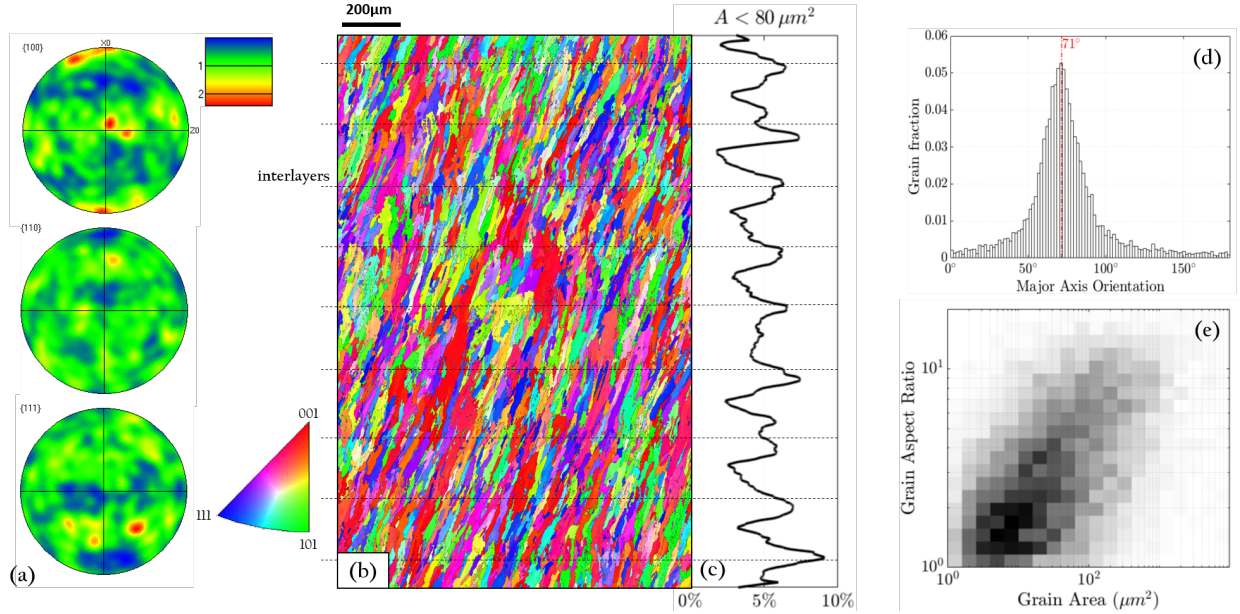 {100}
X0
1
2
20
{110}
{111}
(a)
200μm
interlayers
001
111
101
(b)
A < 80 μm²
(c)
0% 5% 10%
71°
(d)
0.06
0.05
0.04
0.03
0.02
0.01
0
Grain fraction
0° 50° 100° 150°
Major Axis Orientation
(e)
10¹
10⁰
Grain Aspect Ratio
10⁰ 10²
Grain Area (μm²)